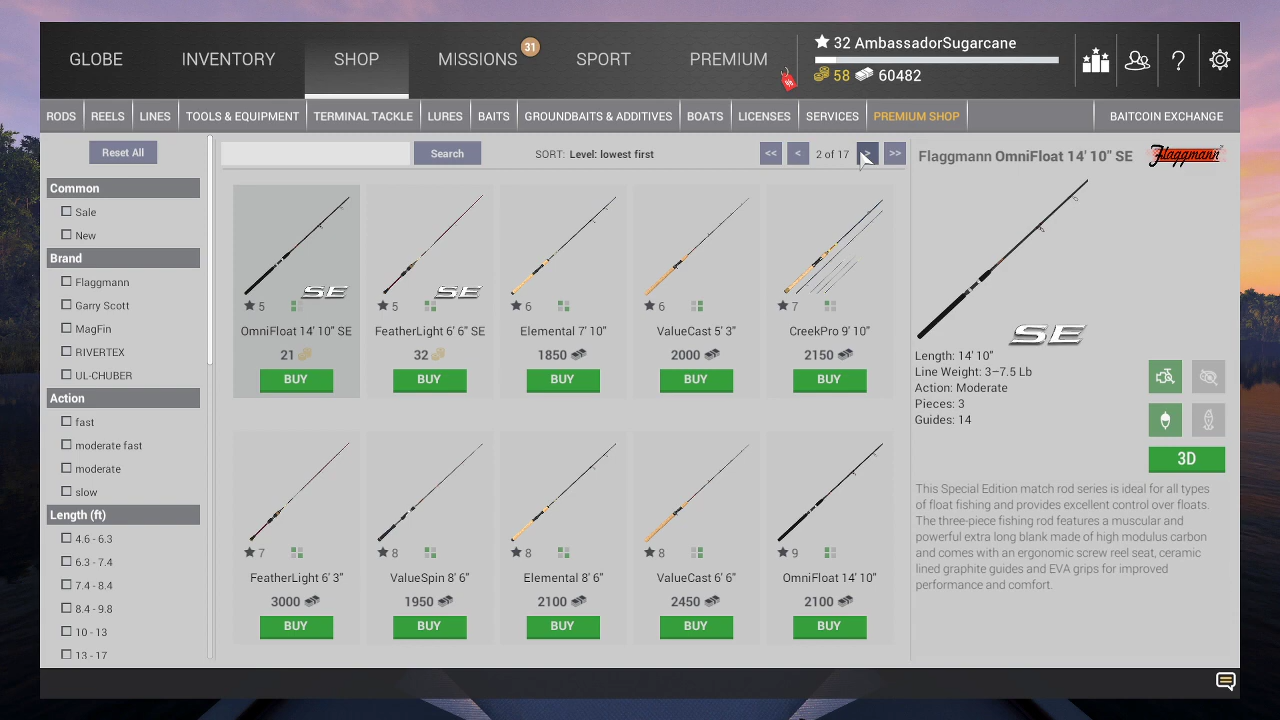 GLOBE
INVENTORY
SHOP
MISSIONS
31
SPORT
PREMIUM
32 AmbassadorSugarcane
58 60482
?
RODS
REELS
LINES
TOOLS & EQUIPMENT
TERMINAL TACKLE
LURES
BAITS
GROUNDBAITS & ADDITIVES
BOATS
LICENSES
SERVICES
PREMIUM SHOP
BAITCOIN EXCHANGE
Reset All
Common
Sale
New
Brand
Flaggmann
Garry Scott
MagFin
RIVERTEX
UL-CHUBER
Action
fast
moderate fast
moderate
slow
Length (ft)
4.6 - 6.3
6.3 - 7.4
7.4 - 8.4
8.4 - 9.8
10 - 13
13 - 17
Search
SORT: Level: lowest first
<< < 2 of 17 > >>
SE
5
OmniFloat 14' 10" SE
21
BUY
SE
5
FeatherLight 6' 6" SE
32
BUY
6
Elemental 7' 10"
1850
BUY
6
ValueCast 5' 3"
2000
BUY
7
CreekPro 9' 10"
2150
BUY
7
FeatherLight 6' 3"
3000
BUY
8
ValueSpin 8' 6"
1950
BUY
8
Elemental 8' 6"
2100
BUY
8
ValueCast 6' 6"
2450
BUY
9
OmniFloat 14' 10"
2100
BUY
Flaggmann OmniFloat 14' 10" SE
Flaggmann
SE
Length: 14' 10"
Line Weight: 3–7.5 Lb
Action: Moderate
Pieces: 3
Guides: 14
3D
This Special Edition match rod series is ideal for all types
of float fishing and provides excellent control over floats.
The three-piece fishing rod features a muscular and
powerful extra long blank made of high modulus carbon
and comes with an ergonomic screw reel seat, ceramic
lined graphite guides and EVA grips for improved
performance and comfort.